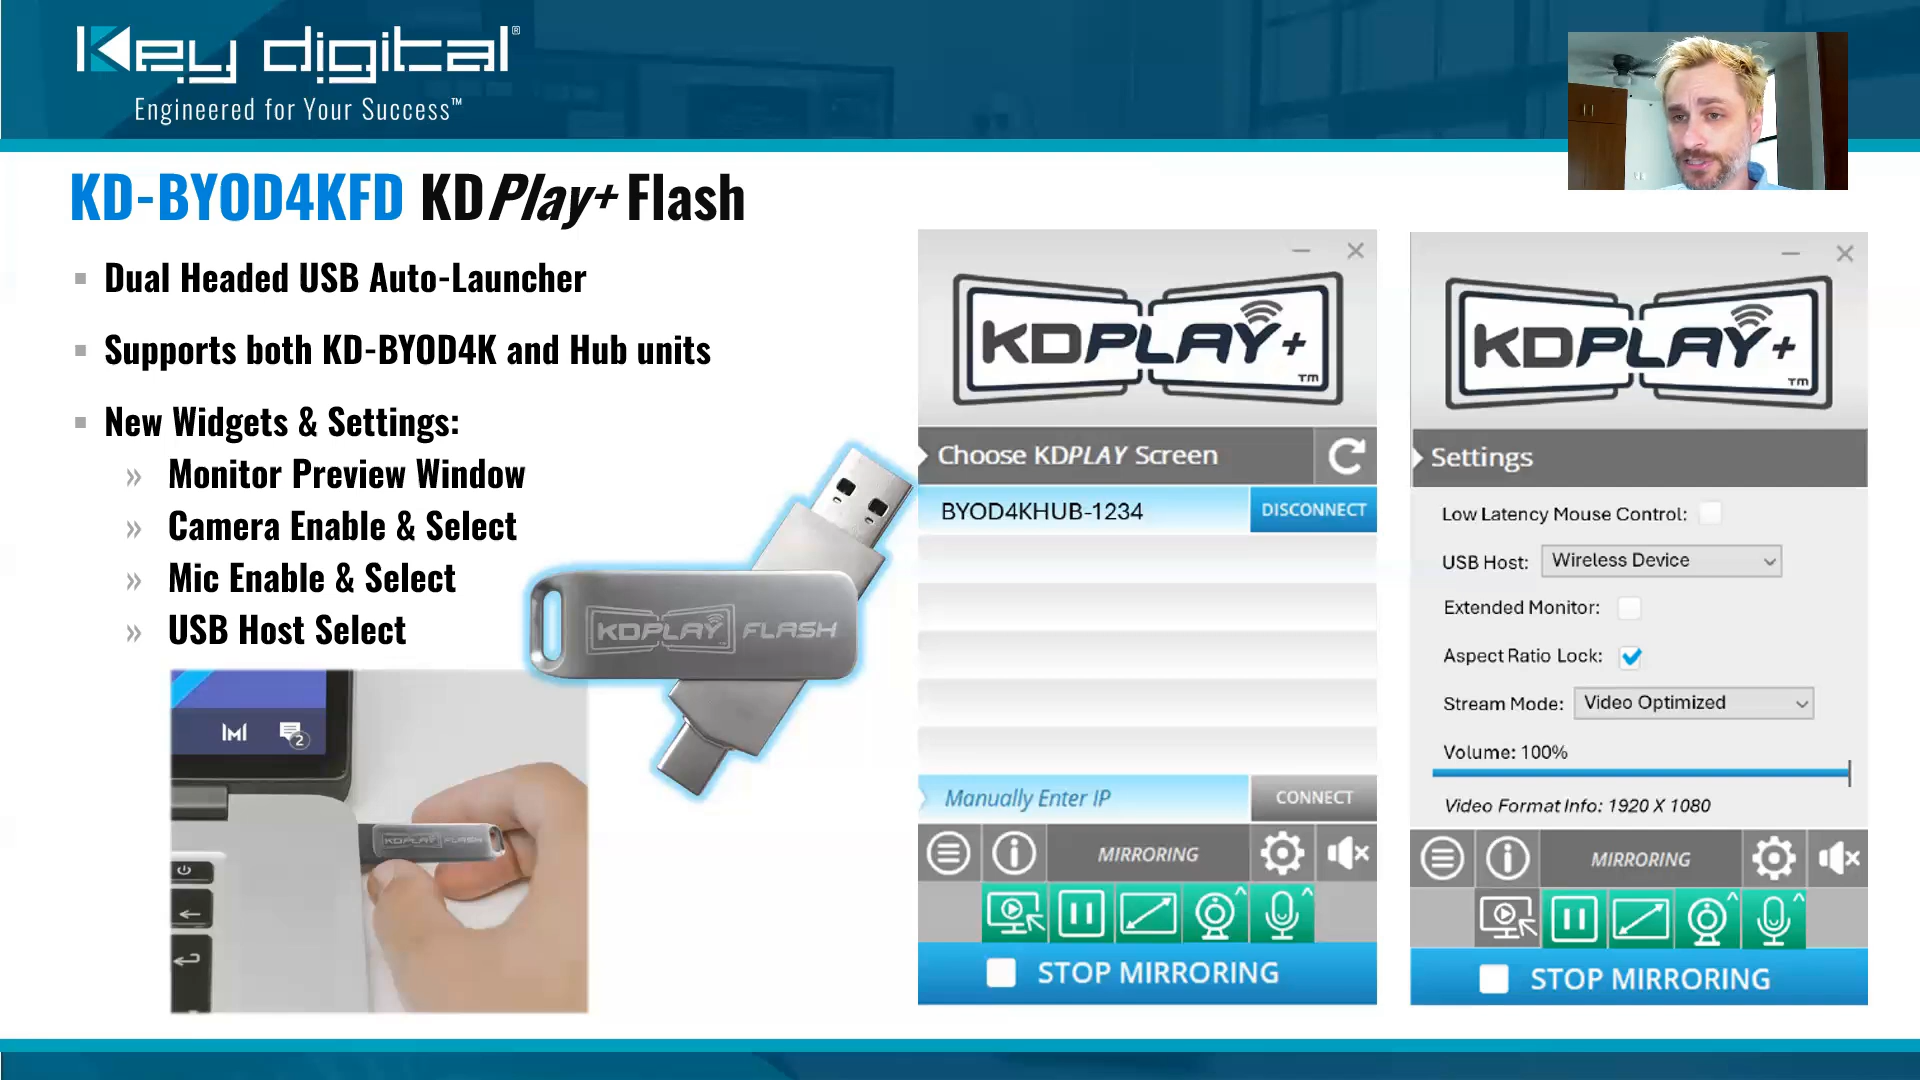 Key digital®
Engineered for Your Success™
KD-BYOD4KFD KDPlay+ Flash
Dual Headed USB Auto-Launcher
Supports both KD-BYOD4K and Hub units
New Widgets & Settings:
» Monitor Preview Window
» Camera Enable & Select
» Mic Enable & Select
» USB Host Select
KDPLAY™ FLASH
2
KDPLAY FLASH
KDPLAY+™
Choose KDPLAY Screen
BYOD4KHUB-1234 DISCONNECT
Manually Enter IP CONNECT
MIRRORING
STOP MIRRORING
KDPLAY+™
Settings
Low Latency Mouse Control:
USB Host: Wireless Device
Extended Monitor:
Aspect Ratio Lock:
Stream Mode: Video Optimized
Volume: 100%
Video Format Info: 1920 X 1080
MIRRORING
STOP MIRRORING